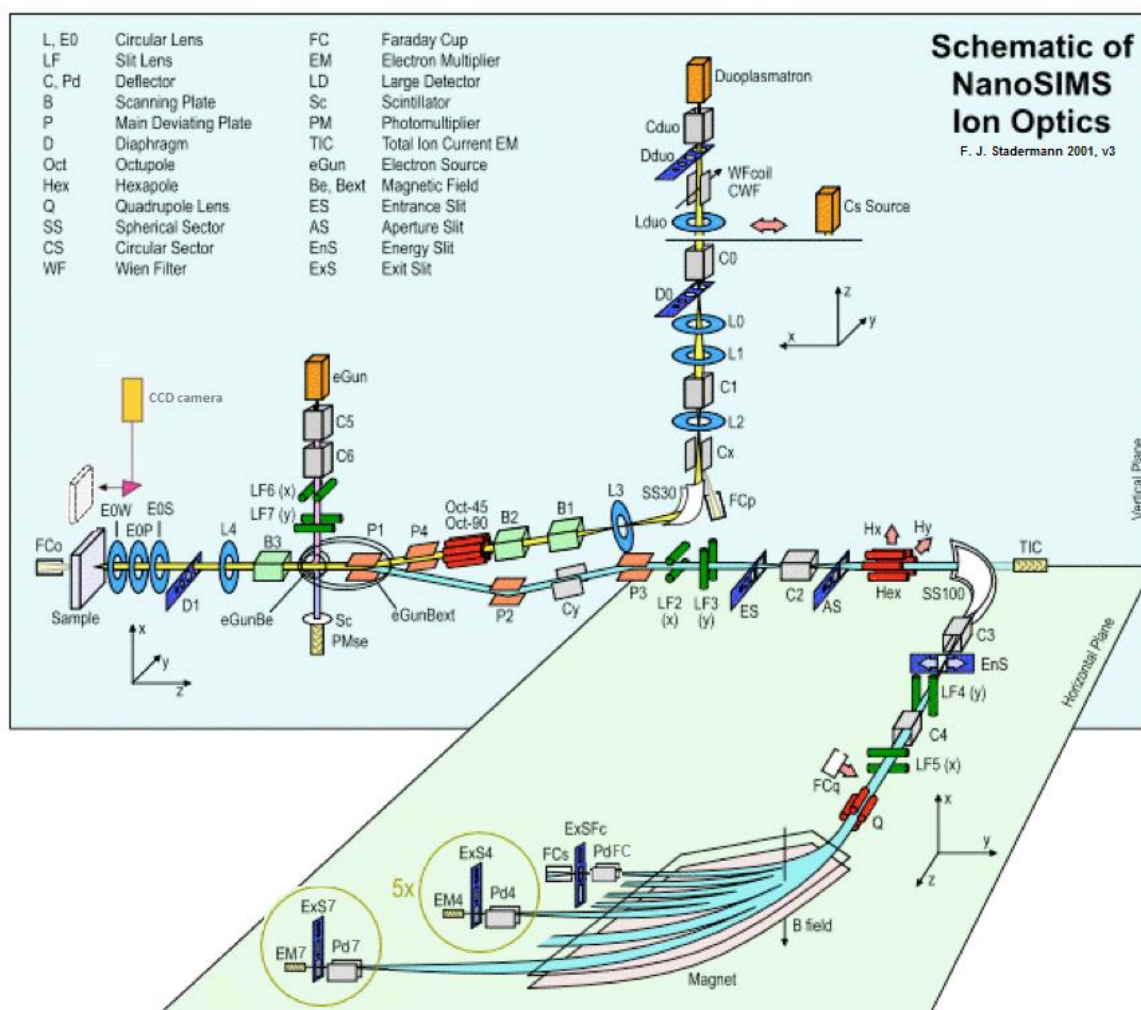 Schematic of
NanoSIMS
Ion Optics
F. J. Stadermann 2001, v3
L, E0 Circular Lens
LF Slit Lens
C, Pd Deflector
B Scanning Plate
P Main Deviating Plate
D Diaphragm
Oct Octupole
Hex Hexapole
Q Quadrupole Lens
SS Spherical Sector
CS Circular Sector
WF Wien Filter
FC Faraday Cup
EM Electron Multiplier
LD Large Detector
Sc Scintillator
PM Photomultiplier
TIC Total Ion Current EM
eGun Electron Source
Be, Bext Magnetic Field
ES Entrance Slit
AS Aperture Slit
EnS Energy Slit
ExS Exit Slit
Duoplasmatron
Cduo
Dduo
WFcoil
CWF
Lduo
Cs Source
C0
D0
z
y
x
L0
L1
C1
L2
Cx
SS30
FCp
Vertical Plane
eGun
CCD camera
C5
C6
LF6 (x)
LF7 (y)
E0W
E0P
E0S
L4
B3
P1
P4
Oct-45
Oct-90
B2
B1
L3
FCo
Sample
D1
eGunBe
eGunBext
Sc
PMse
P2
Cy
P3
LF2
(x)
LF3
(y)
ES
C2
AS
Hx
Hy
Hex
SS100
TIC
x
y
z
C3
EnS
LF4 (y)
C4
LF5 (x)
FCq
Q
Horizontal Plane
x
y
z
ExSFc
FCs
PdFC
5x
ExS4
EM4
Pd4
ExS7
EM7
Pd7
B field
Magnet